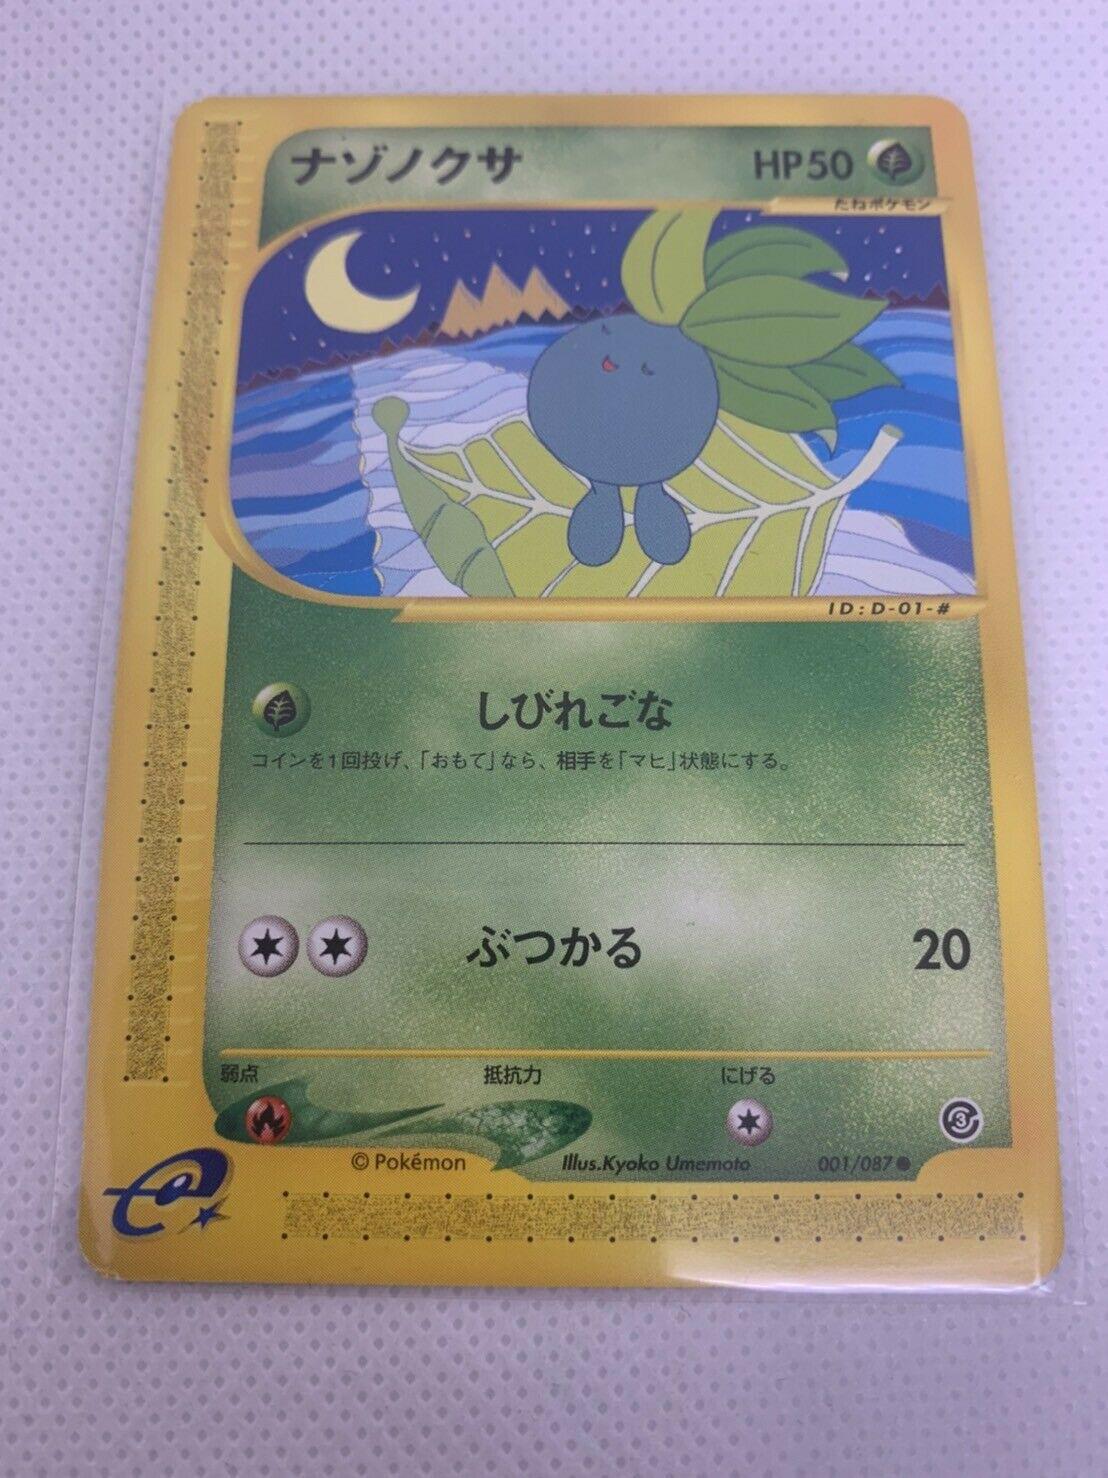 ナゾノクサ HP50
たねポケモン
ID:D-01-#
しびれごな
コインを1回投げ、「おもて」なら、相手を「マヒ」状態にする。
ぶつかる 20
弱点 抵抗力 にげる
3
© Pokémon Illus.Kyoko Umemoto 001/087●
e